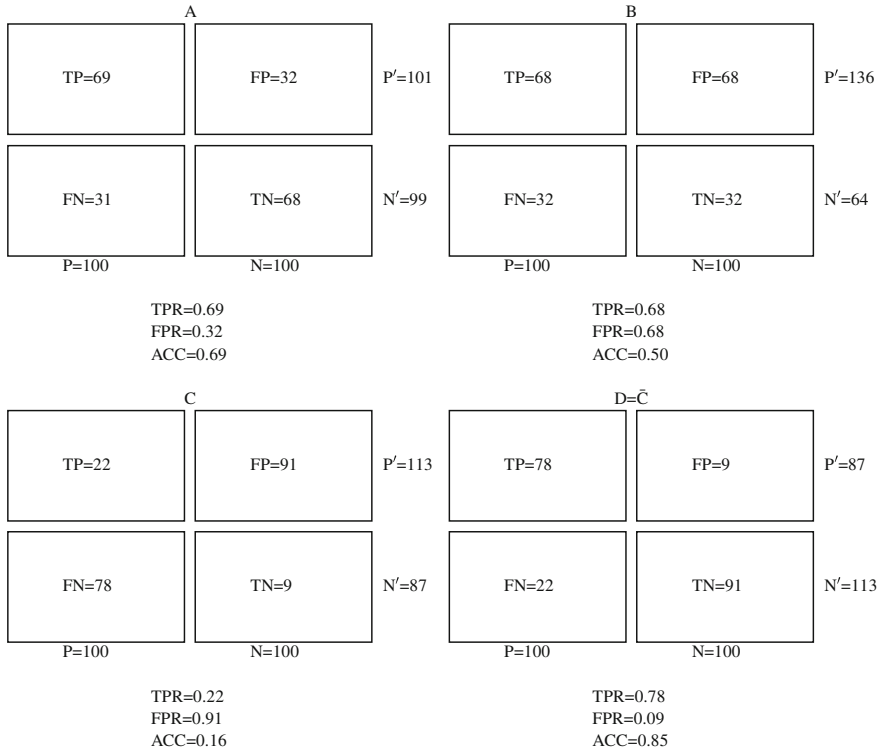 A
TP=69 FP=32 P′=101
FN=31 TN=68 N′=99
P=100 N=100
TPR=0.69
FPR=0.32
ACC=0.69
B
TP=68 FP=68 P′=136
FN=32 TN=32 N′=64
P=100 N=100
TPR=0.68
FPR=0.68
ACC=0.50
C
TP=22 FP=91 P′=113
FN=78 TN=9 N′=87
P=100 N=100
TPR=0.22
FPR=0.91
ACC=0.16
D=C̄
TP=78 FP=9 P′=87
FN=22 TN=91 N′=113
P=100 N=100
TPR=0.78
FPR=0.09
ACC=0.85